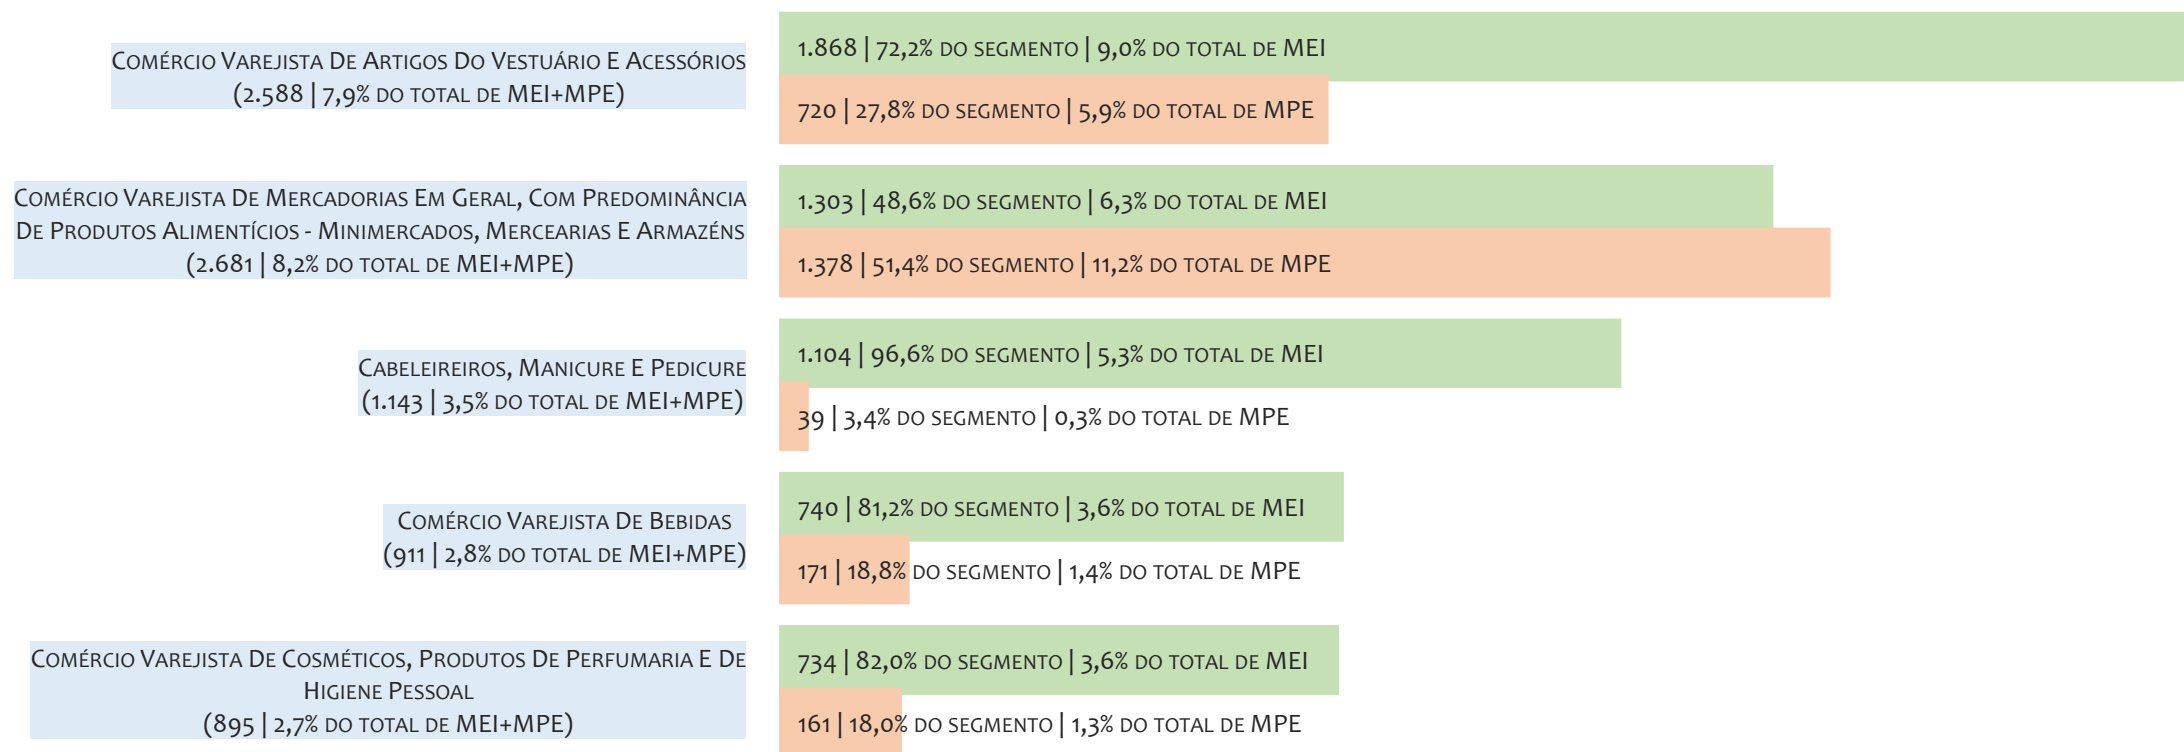 Comércio Varejista De Artigos Do Vestuário E Acessórios
(2.588 | 7,9% do total de MEI+MPE)
1.868 | 72,2% do segmento | 9,0% do total de MEI
720 | 27,8% do segmento | 5,9% do total de MPE
Comércio Varejista De Mercadorias Em Geral, Com Predominância
De Produtos Alimentícios - Minimercados, Mercearias E Armazéns
(2.681 | 8,2% do total de MEI+MPE)
1.303 | 48,6% do segmento | 6,3% do total de MEI
1.378 | 51,4% do segmento | 11,2% do total de MPE
Cabeleireiros, Manicure E Pedicure
(1.143 | 3,5% do total de MEI+MPE)
1.104 | 96,6% do segmento | 5,3% do total de MEI
39 | 3,4% do segmento | 0,3% do total de MPE
Comércio Varejista De Bebidas
(911 | 2,8% do total de MEI+MPE)
740 | 81,2% do segmento | 3,6% do total de MEI
171 | 18,8% do segmento | 1,4% do total de MPE
Comércio Varejista De Cosméticos, Produtos De Perfumaria E De
Higiene Pessoal
(895 | 2,7% do total de MEI+MPE)
734 | 82,0% do segmento | 3,6% do total de MEI
161 | 18,0% do segmento | 1,3% do total de MPE